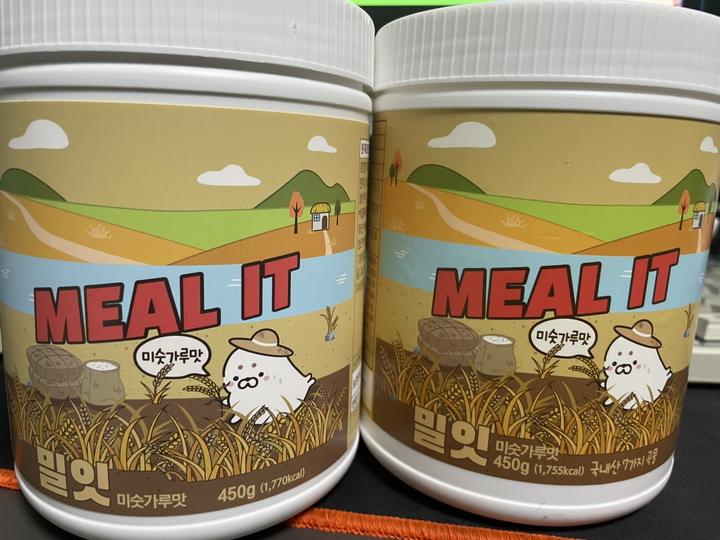 MEAL IT
미숫가루맛
밀잇
미숫가루맛
450g (1,770kcal)
MEAL IT
미숫가루맛
밀잇
미숫가루맛
450g (1,755kcal) 국내산 7가지 곡물